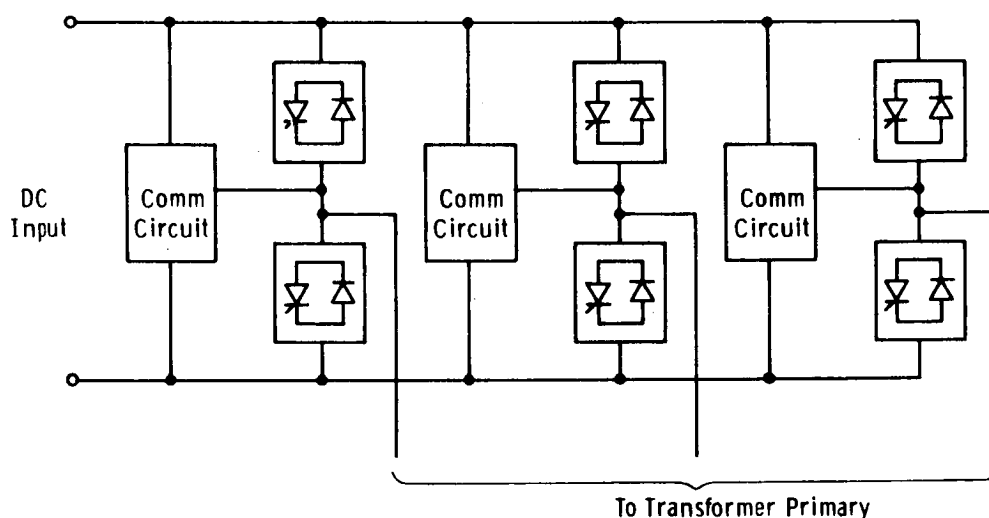 DC
Input
Comm
Circuit
Comm
Circuit
Comm
Circuit
To Transformer Primary